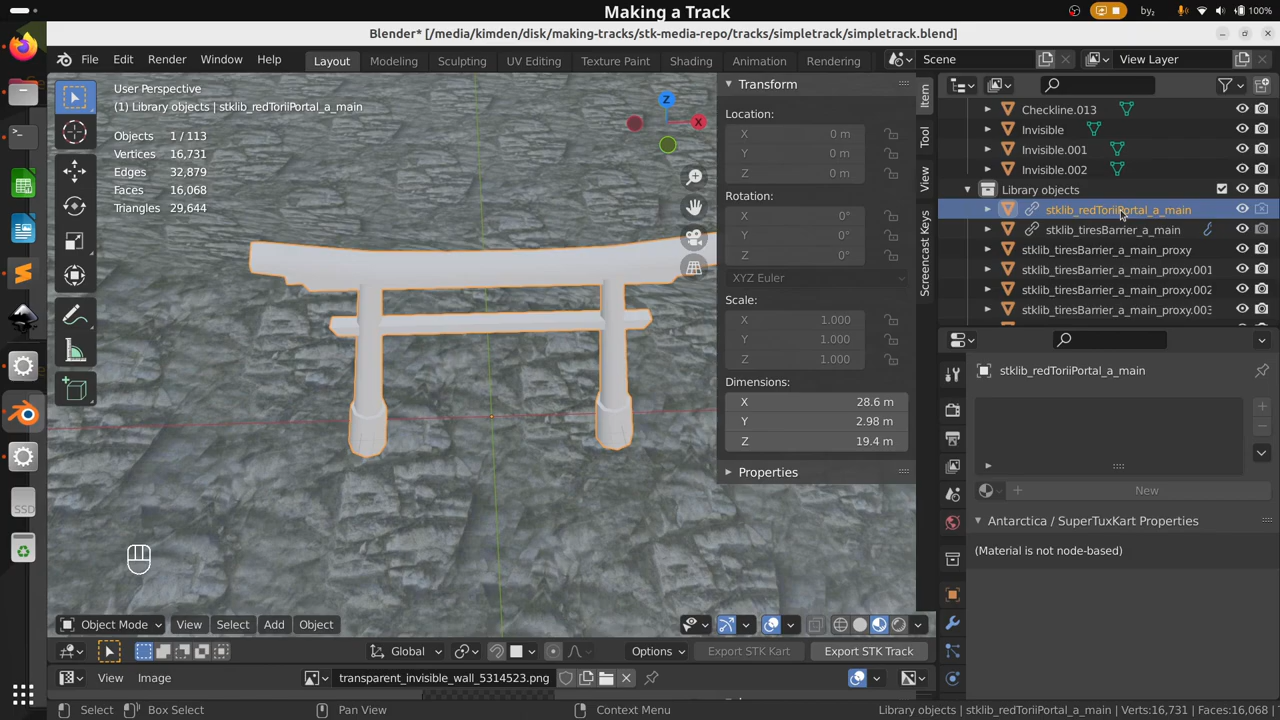 Making a Track
by₂
100%
Blender* [/media/kimden/disk/making-tracks/stk-media-repo/tracks/simpletrack/simpletrack.blend]
File Edit Render Window Help Layout Modeling Sculpting UV Editing Texture Paint Shading Animation Rendering Scene View Layer
User Perspective
(1) Library objects | stklib_redToriiPortal_a_main
Objects 1 / 113
Vertices 16,731
Edges 32,879
Faces 16,068
Triangles 29,644
Z
X
Transform
Location:
X 0 m
Y 0 m
Z 0 m
Rotation:
X 0°
Y 0°
Z 0°
XYZ Euler
Scale:
X 1.000
Y 1.000
Z 1.000
Dimensions:
X 28.6 m
Y 2.98 m
Z 19.4 m
Properties
Item
Tool
View
Screencast Keys
Checkline.013
Invisible
Invisible.001
Invisible.002
Library objects
stklib_redToriiPortal_a_main
stklib_tiresBarrier_a_main
stklib_tiresBarrier_a_main_proxy
stklib_tiresBarrier_a_main_proxy.001
stklib_tiresBarrier_a_main_proxy.002
stklib_tiresBarrier_a_main_proxy.003
stklib_redToriiPortal_a_main
New
Antarctica / SuperTuxKart Properties
(Material is not node-based)
SSD
Object Mode View Select Add Object
Global Options Export STK Kart Export STK Track
View Image transparent_invisible_wall_5314523.png
Select Box Select Pan View Context Menu Library objects | stklib_redToriiPortal_a_main | Verts:16,731 | Faces:16,068 |